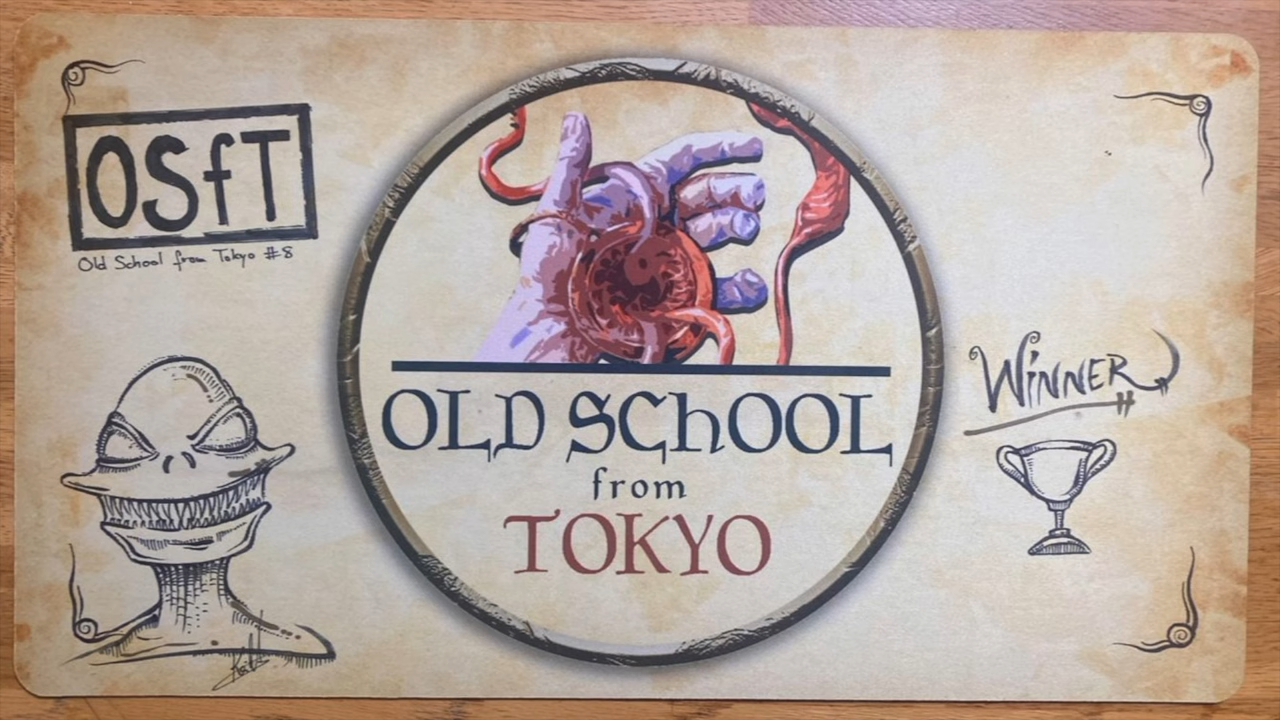 OSfT
Old School from Tokyo #8
OLD SChOOL
from
TOKYO
WINNER